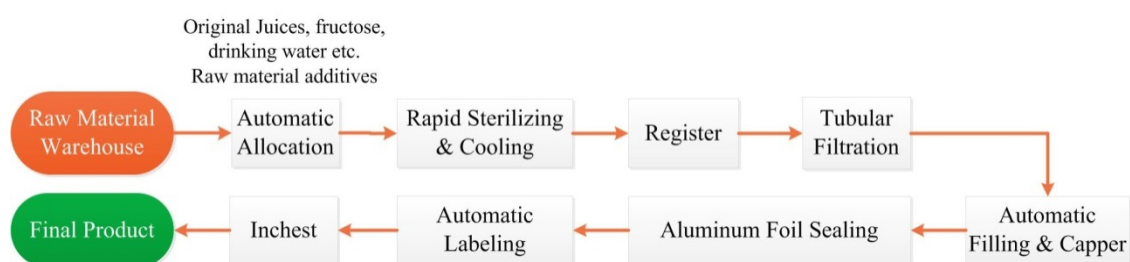 Original Juices, fructose,
drinking water etc.
Raw material additives
Raw Material
Warehouse
Automatic
Allocation
Rapid Sterilizing
& Cooling
Register
Tubular
Filtration
Automatic
Filling & Capper
Aluminum Foil Sealing
Automatic
Labeling
Inchest
Final Product